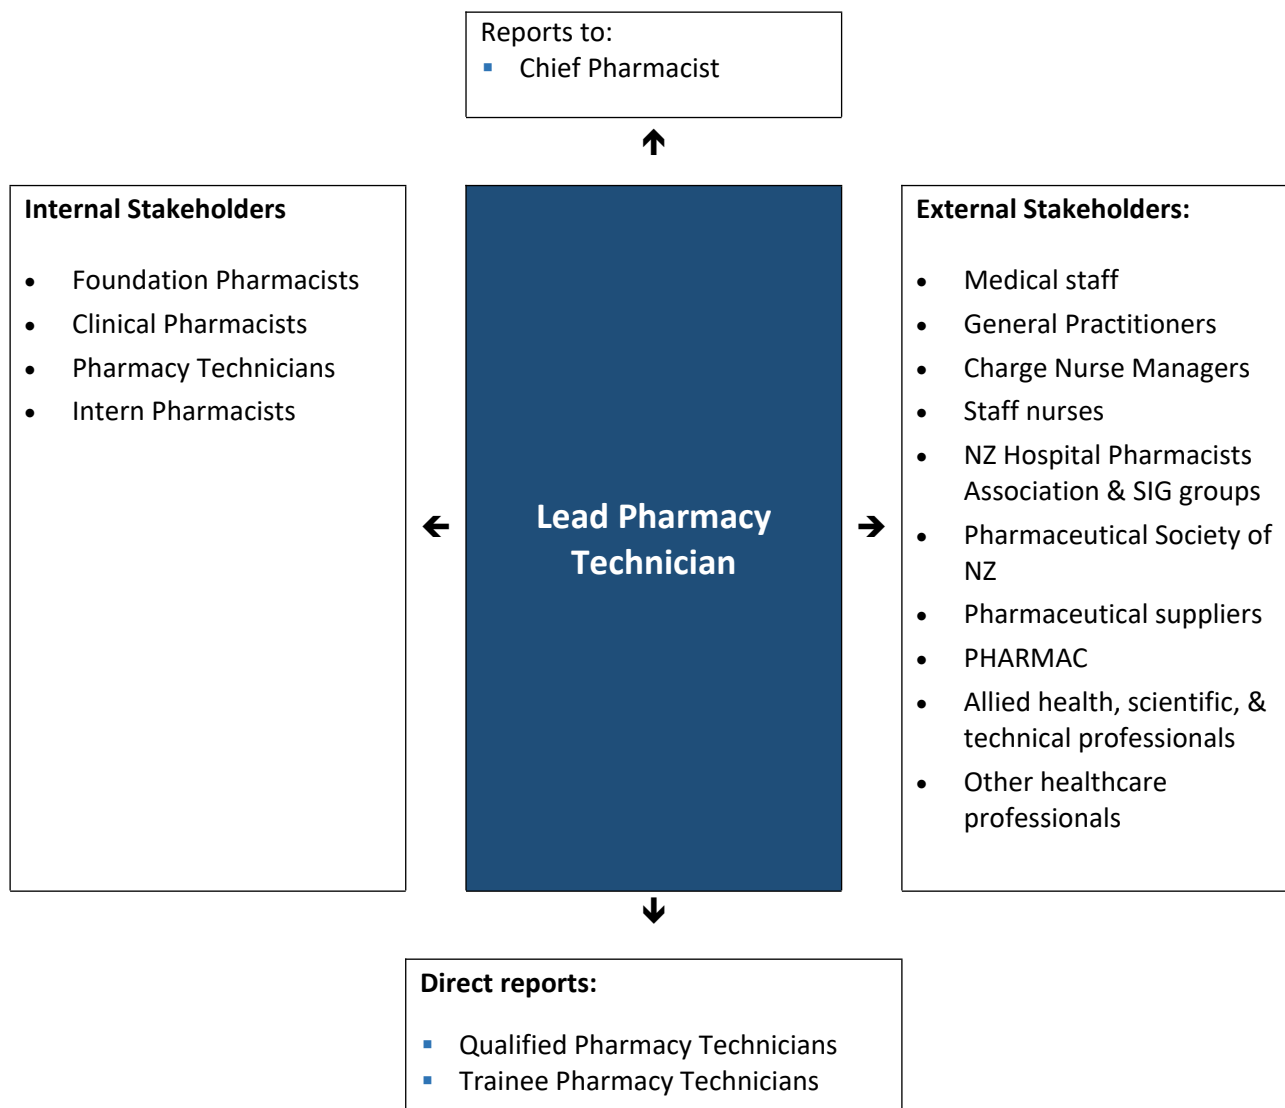 Reports to:
▪ Chief Pharmacist
Internal Stakeholders
• Foundation Pharmacists
• Clinical Pharmacists
• Pharmacy Technicians
• Intern Pharmacists
Lead Pharmacy
Technician
External Stakeholders:
• Medical staff
• General Practitioners
• Charge Nurse Managers
• Staff nurses
• NZ Hospital Pharmacists
Association & SIG groups
• Pharmaceutical Society of
NZ
• Pharmaceutical suppliers
• PHARMAC
• Allied health, scientific, &
technical professionals
• Other healthcare
professionals
Direct reports:
▪ Qualified Pharmacy Technicians
▪ Trainee Pharmacy Technicians